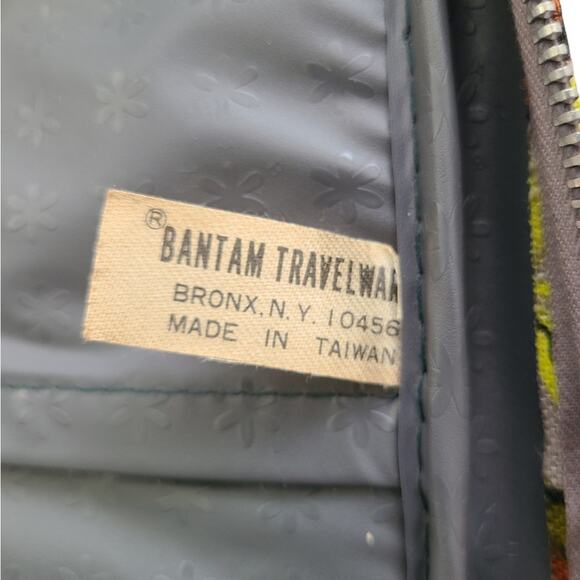 ® BANTAM TRAVELWAR
BRONX, N.Y. 10456
MADE IN TAIWAN